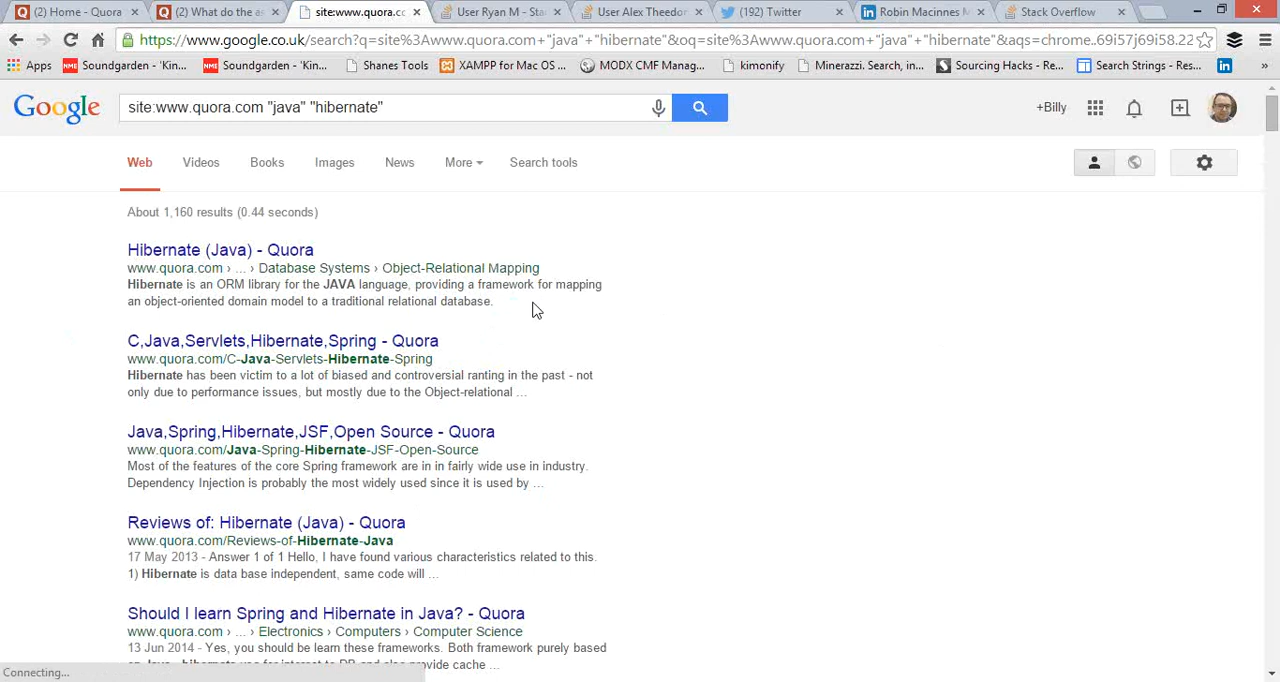 (2) Home - Quora
(2) What do the as
site:www.quora.cc
User Ryan M - Stac
User Alex Theodor
(192) Twitter
Robin Macinnes M
Stack Overflow
https://www.google.co.uk/search?q=site%3Awww.quora.com+"java"+"hibernate"&oq=site%3Awww.quora.com+"java"+"hibernate"&aqs=chrome..69i57j69i58.22
Apps
NME Soundgarden - 'Kin...
NME Soundgarden - 'Kin...
Shanes Tools
XAMPP for Mac OS ...
MODX CMF Manag...
kimonify
Minerazzi. Search, in...
Sourcing Hacks - Re...
Search Strings - Res...
in
»
Google
site:www.quora.com "java" "hibernate"
+Billy
Web
Videos
Books
Images
News
More
Search tools
About 1,160 results (0.44 seconds)
Hibernate (Java) - Quora
www.quora.com › ... › Database Systems › Object-Relational Mapping
Hibernate is an ORM library for the JAVA language, providing a framework for mapping
an object-oriented domain model to a traditional relational database.
C,Java,Servlets,Hibernate,Spring - Quora
www.quora.com/C-Java-Servlets-Hibernate-Spring
Hibernate has been victim to a lot of biased and controversial ranting in the past - not
only due to performance issues, but mostly due to the Object-relational ...
Java,Spring,Hibernate,JSF,Open Source - Quora
www.quora.com/Java-Spring-Hibernate-JSF-Open-Source
Most of the features of the core Spring framework are in in fairly wide use in industry.
Dependency Injection is probably the most widely used since it is used by ...
Reviews of: Hibernate (Java) - Quora
www.quora.com/Reviews-of-Hibernate-Java
17 May 2013 - Answer 1 of 1 Hello, I have found various characteristics related to this.
1) Hibernate is data base independent, same code will ...
Should I learn Spring and Hibernate in Java? - Quora
www.quora.com › ... › Electronics › Computers › Computer Science
13 Jun 2014 - Yes, you should be learn these frameworks. Both framework purely based
provide cache ...
Connecting...